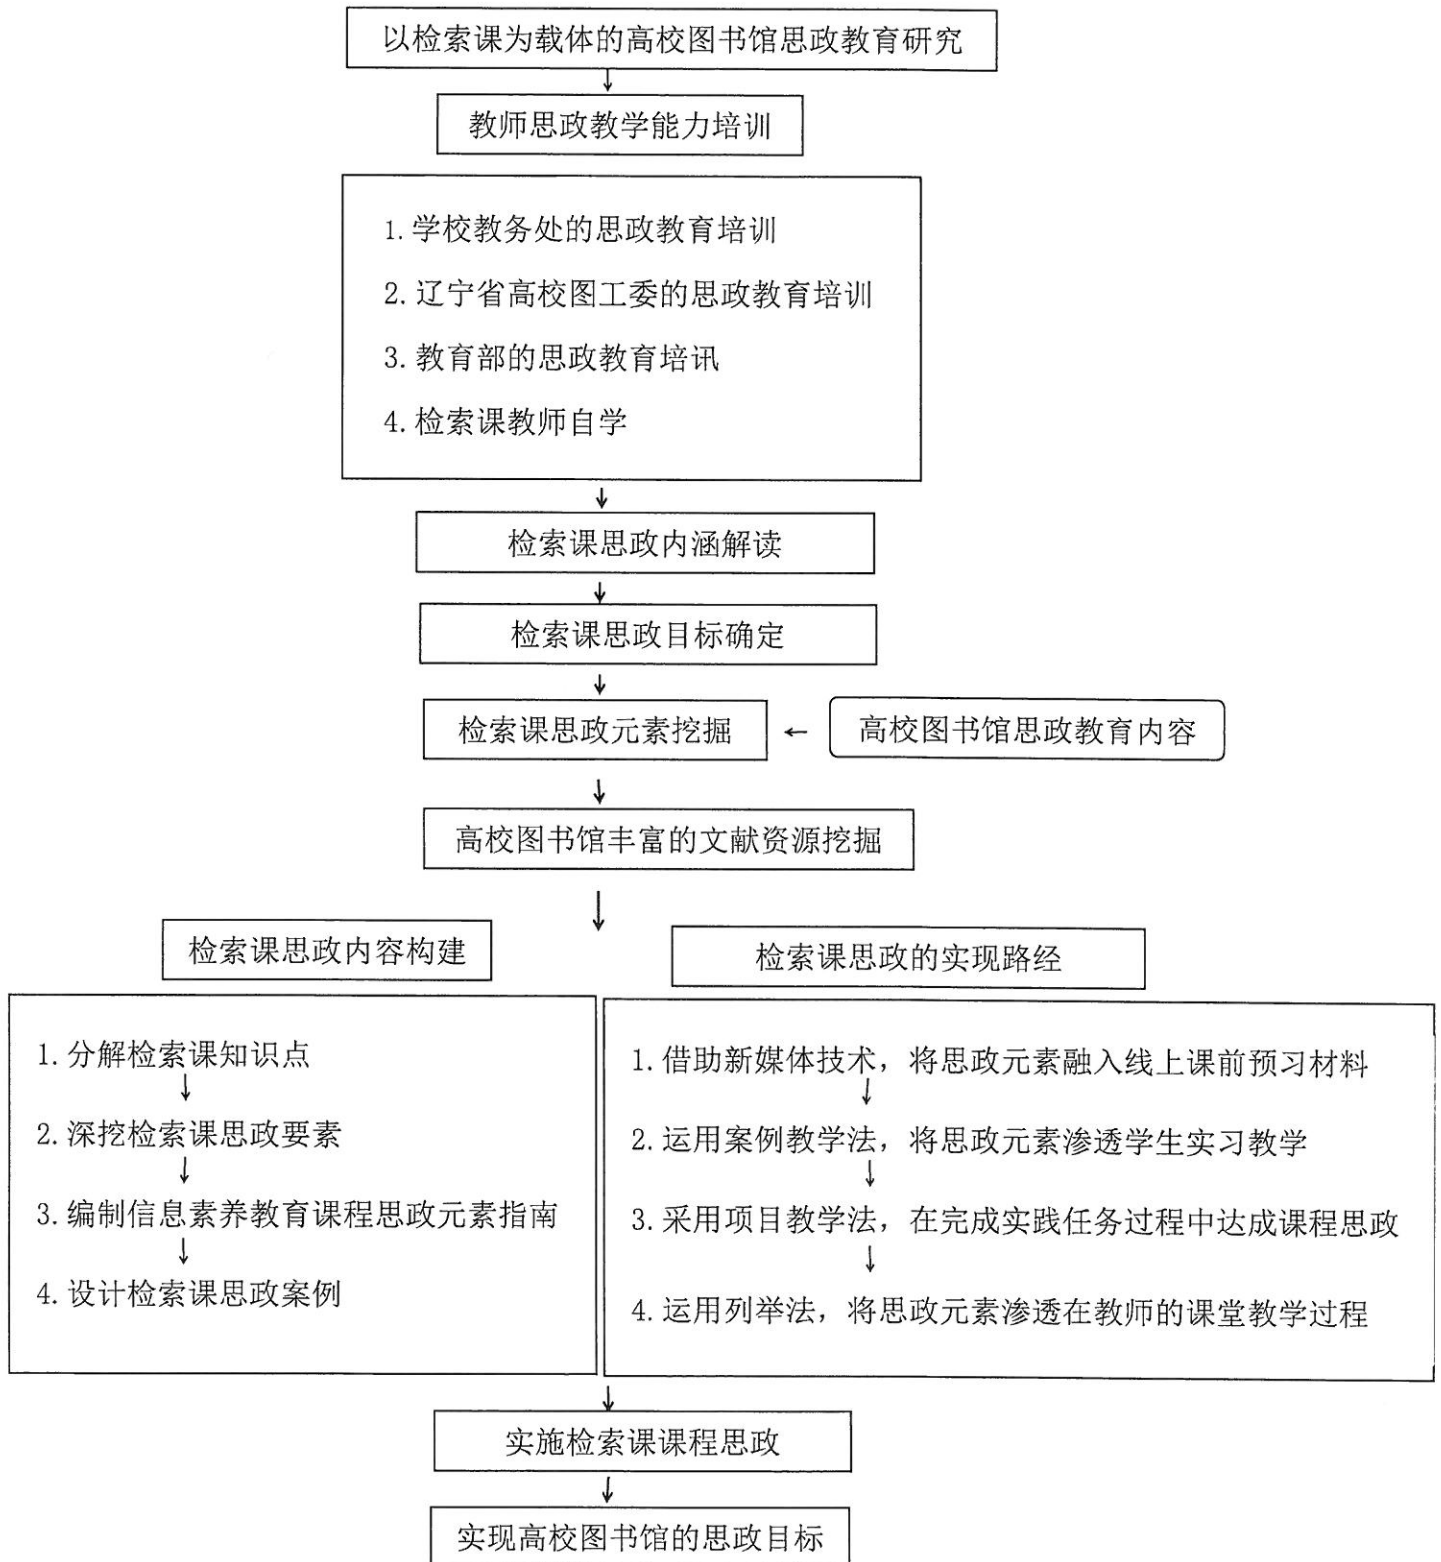 以检索课为载体的高校图书馆思政教育研究
教师思政教学能力培训
1. 学校教务处的思政教育培训
2. 辽宁省高校图工委的思政教育培训
3. 教育部的思政教育培讯
4. 检索课教师自学
检索课思政内涵解读
检索课思政目标确定
检索课思政元素挖掘
高校图书馆思政教育内容
高校图书馆丰富的文献资源挖掘
检索课思政内容构建
1. 分解检索课知识点
2. 深挖检索课思政要素
3. 编制信息素养教育课程思政元素指南
4. 设计检索课思政案例
检索课思政的实现路经
1. 借助新媒体技术，将思政元素融入线上课前预习材料
2. 运用案例教学法，将思政元素渗透学生实习教学
3. 采用项目教学法，在完成实践任务过程中达成课程思政
4. 运用列举法，将思政元素渗透在教师的课堂教学过程
实施检索课课程思政
实现高校图书馆的思政目标